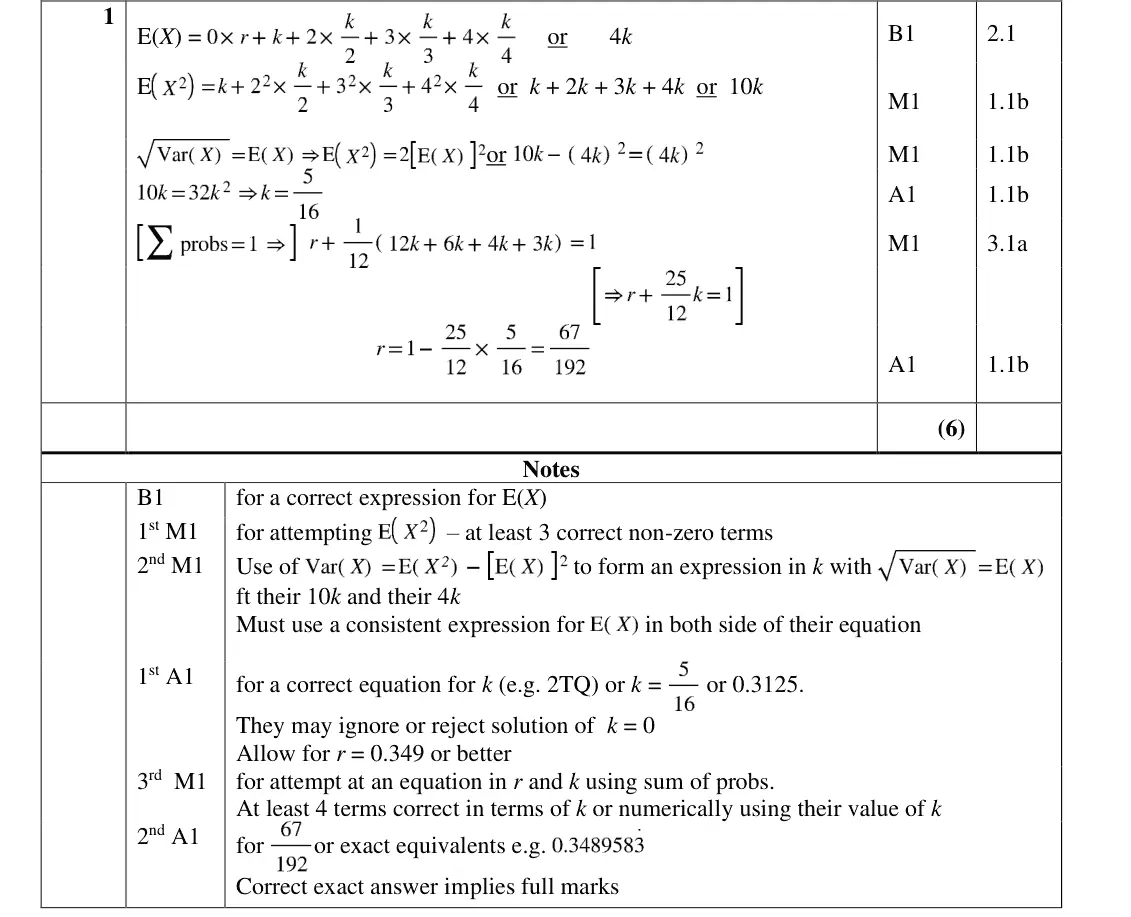 1 E(X) = 0× r + k + 2× k/2 + 3× k/3 + 4× k/4 or 4k B1 2.1
E( X²) = k + 2²× k/2 + 3²× k/3 + 4²× k/4 or k + 2k + 3k + 4k or 10k M1 1.1b
√Var( X) = E( X) ⇒ E( X²) = 2[E( X) ]² or 10k − ( 4k) ² = ( 4k) ² M1 1.1b
10k = 32k² ⇒ k = 5/16 A1 1.1b
[∑ probs = 1 ⇒] r + 1/12 ( 12k + 6k + 4k + 3k) = 1 M1 3.1a
[⇒ r + 25/12 k = 1]
r = 1 − 25/12 × 5/16 = 67/192 A1 1.1b
(6)
Notes
B1 for a correct expression for E(X)
1st M1 for attempting E( X²) – at least 3 correct non-zero terms
2nd M1 Use of Var( X) = E( X²) − [E( X) ]² to form an expression in k with √Var( X) = E( X)
ft their 10k and their 4k
Must use a consistent expression for E( X) in both side of their equation
1st A1 for a correct equation for k (e.g. 2TQ) or k = 5/16 or 0.3125.
They may ignore or reject solution of k = 0
Allow for r = 0.349 or better
3rd M1 for attempt at an equation in r and k using sum of probs.
At least 4 terms correct in terms of k or numerically using their value of k
2nd A1 for 67/192 or exact equivalents e.g. 0.3489583̇
Correct exact answer implies full marks